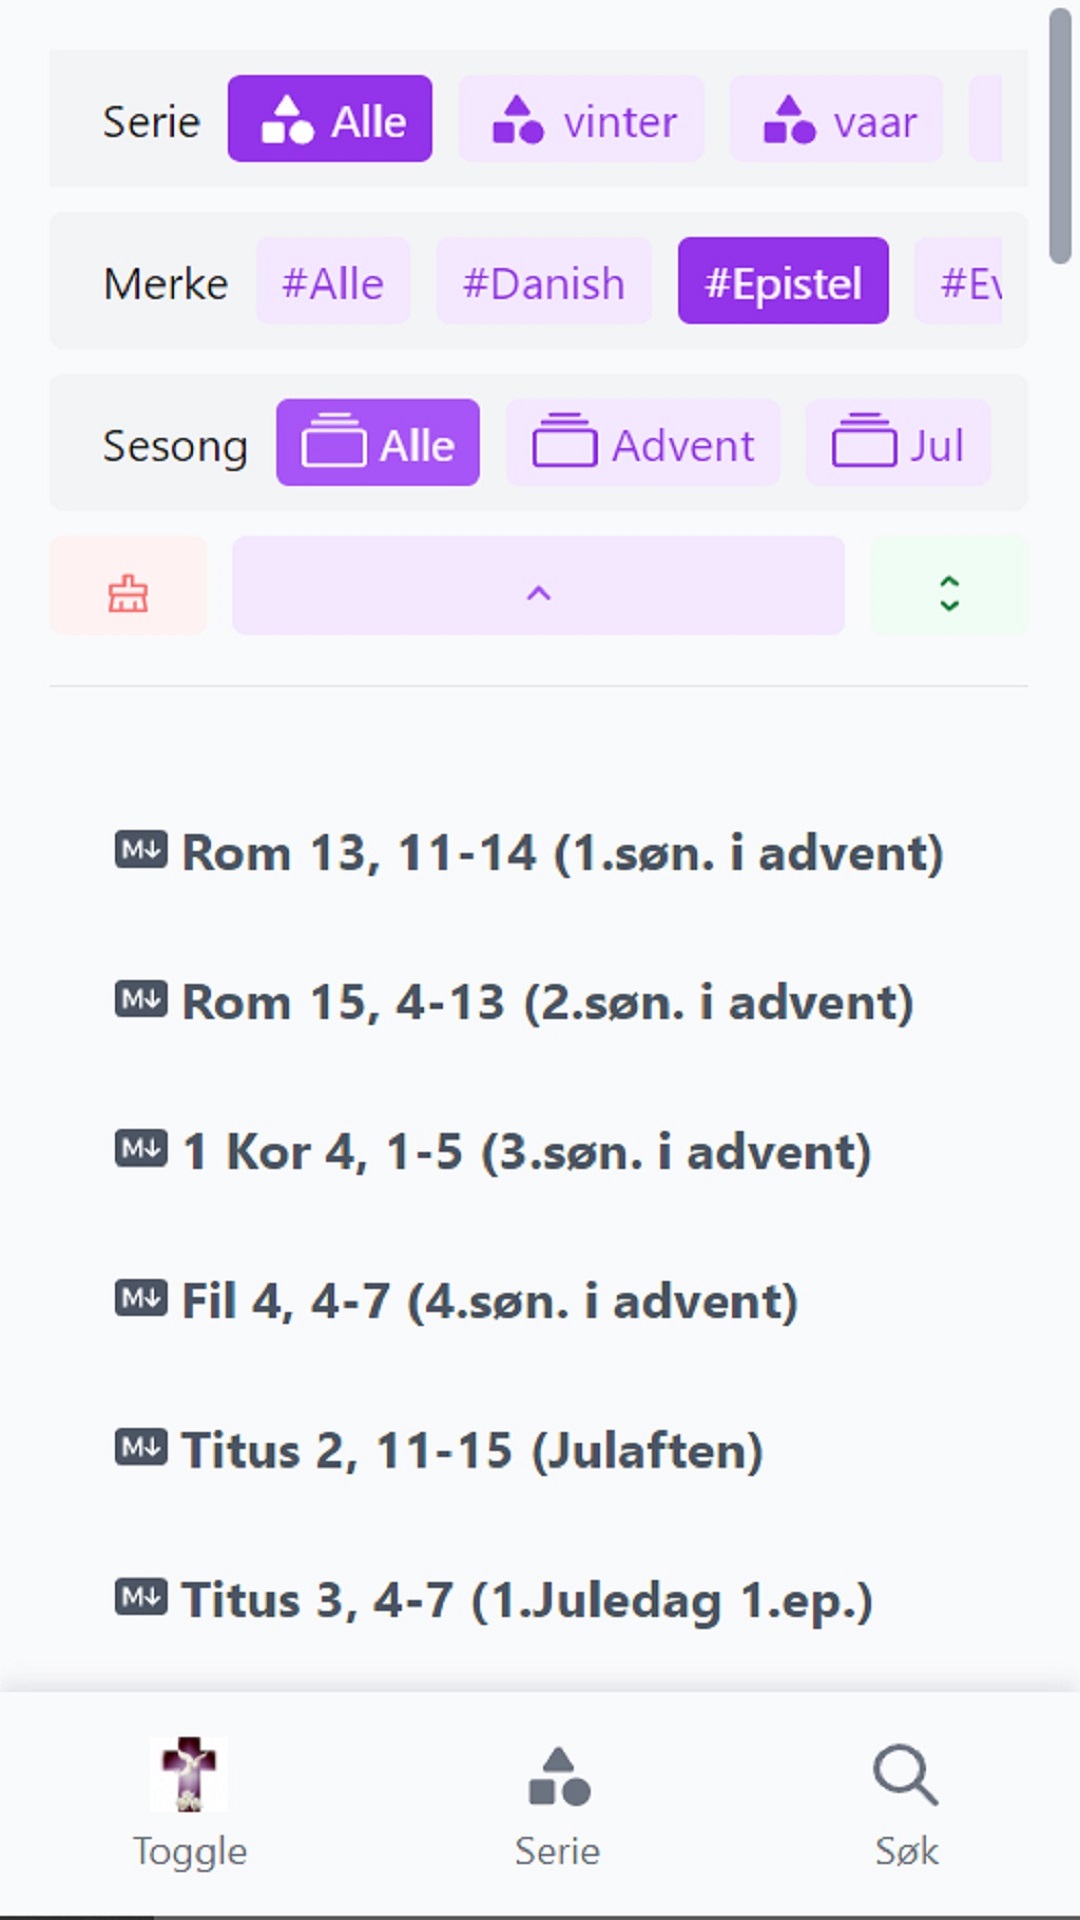 Serie Alle vinter vaar
Merke #Alle #Danish #Epistel #Ev
Sesong Alle Advent Jul
M Rom 13, 11-14 (1.søn. i advent)
M Rom 15, 4-13 (2.søn. i advent)
M 1 Kor 4, 1-5 (3.søn. i advent)
M Fil 4, 4-7 (4.søn. i advent)
M Titus 2, 11-15 (Julaften)
M Titus 3, 4-7 (1.Juledag 1.ep.)
Toggle Serie Søk